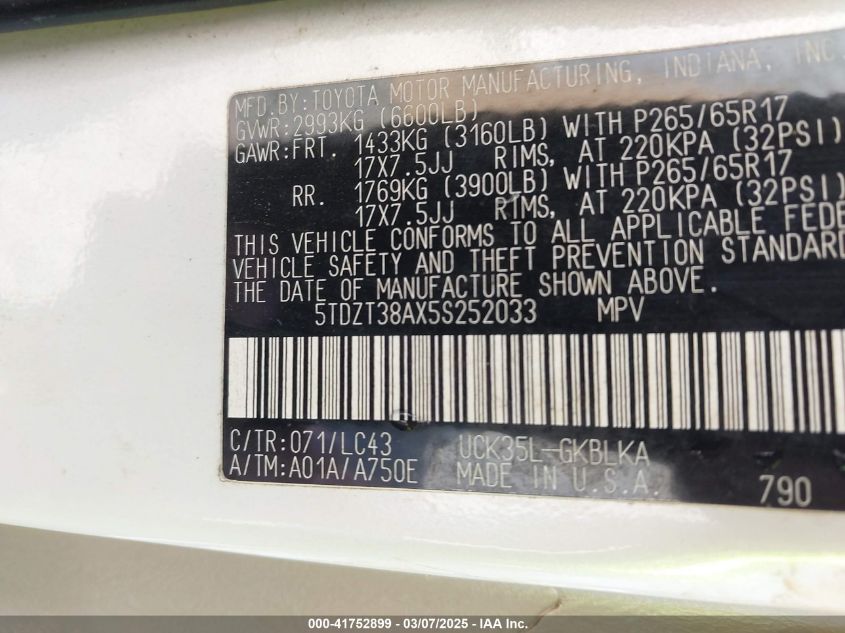 MFD.BY:TOYOTA MOTOR MANUFACTURING, INDIANA, INC
GVWR:2993KG (6600LB)
GAWR:FRT. 1433KG (3160LB) WITH P265/65R17
17X7.5JJ RIMS, AT 220KPA (32PSI)
RR. 1769KG (3900LB) WITH P265/65R17
17X7.5JJ RIMS, AT 220KPA (32PSI)
THIS VEHICLE CONFORMS TO ALL APPLICABLE FEDE
VEHICLE SAFETY AND THEFT PREVENTION STANDARD
THE DATE OF MANUFACTURE SHOWN ABOVE.
5TDZT38AX5S252033 MPV
C/TR:071/LC43 UCK35L-GKBLKA
A/TM:A01A/A750E MADE IN U.S.A. 790
000-41752899 - 03/07/2025 - IAA Inc.